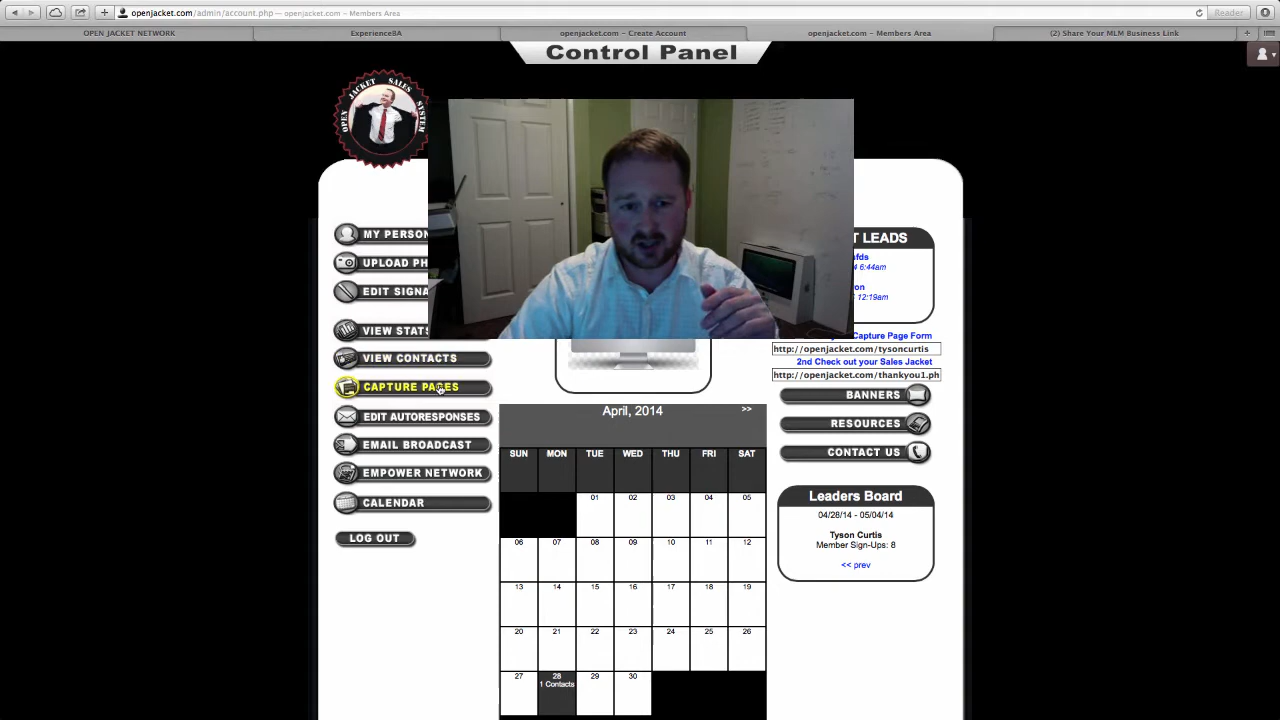 openjacket.com/admin/account.php — openjacket.com — Members Area
Reader
OPEN JACKET NETWORK
ExperienceBA
openjacket.com — Create Account
openjacket.com — Members Area
(2) Share Your MLM Business Link
Control Panel
OPEN JACKET SALES SYSTEM
MY PERSON
UPLOAD PH
EDIT SIGNA
VIEW STATS
VIEW CONTACTS
CAPTURE PAGES
EDIT AUTORESPONSES
EMAIL BROADCAST
EMPOWER NETWORK
CALENDAR
LOG OUT
April, 2014
>>
SUN MON TUE WED THU FRI SAT
01 02 03 04 05
06 07 08 09 10 11 12
13 14 15 16 17 18 19
20 21 22 23 24 25 26
27 28 29 30
1 Contacts
T LEADS
afds
4 6:44am
ron
12:19am
Capture Page Form
http://openjacket.com/tysoncurtis
2nd Check out your Sales Jacket
http://openjacket.com/thankyou1.ph
BANNERS
RESOURCES
CONTACT US
Leaders Board
04/28/14 - 05/04/14
Tyson Curtis
Member Sign-Ups: 8
<< prev